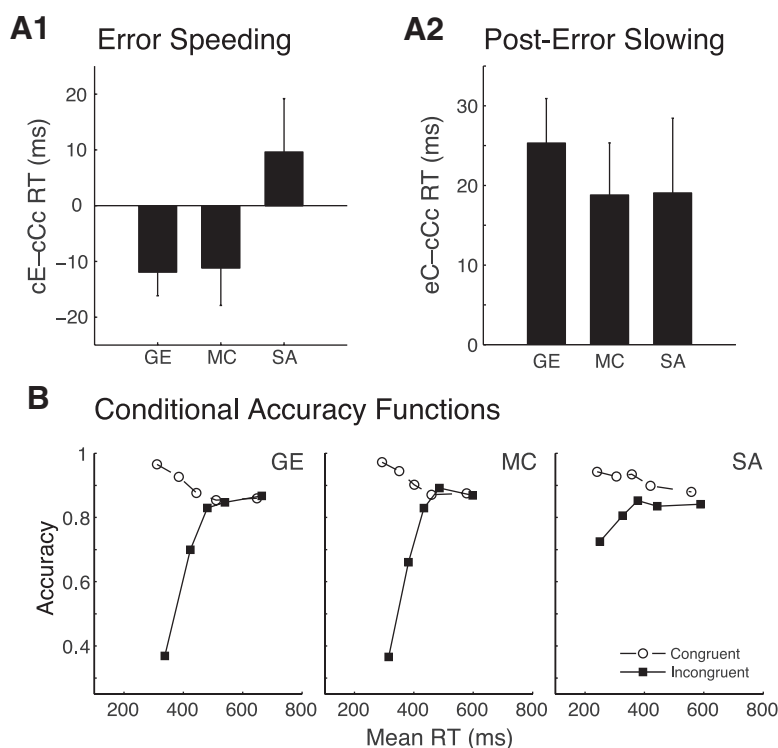 A1 Error Speeding
cE–cCc RT (ms)
20
10
0
−10
−20
GE MC SA
A2 Post-Error Slowing
eC–cCc RT (ms)
30
20
10
0
GE MC SA
B Conditional Accuracy Functions
Accuracy
1
0.8
0.6
0.4
GE
MC
SA
Congruent
Incongruent
200 400 600 800
200 400 600 800
200 400 600 800
Mean RT (ms)